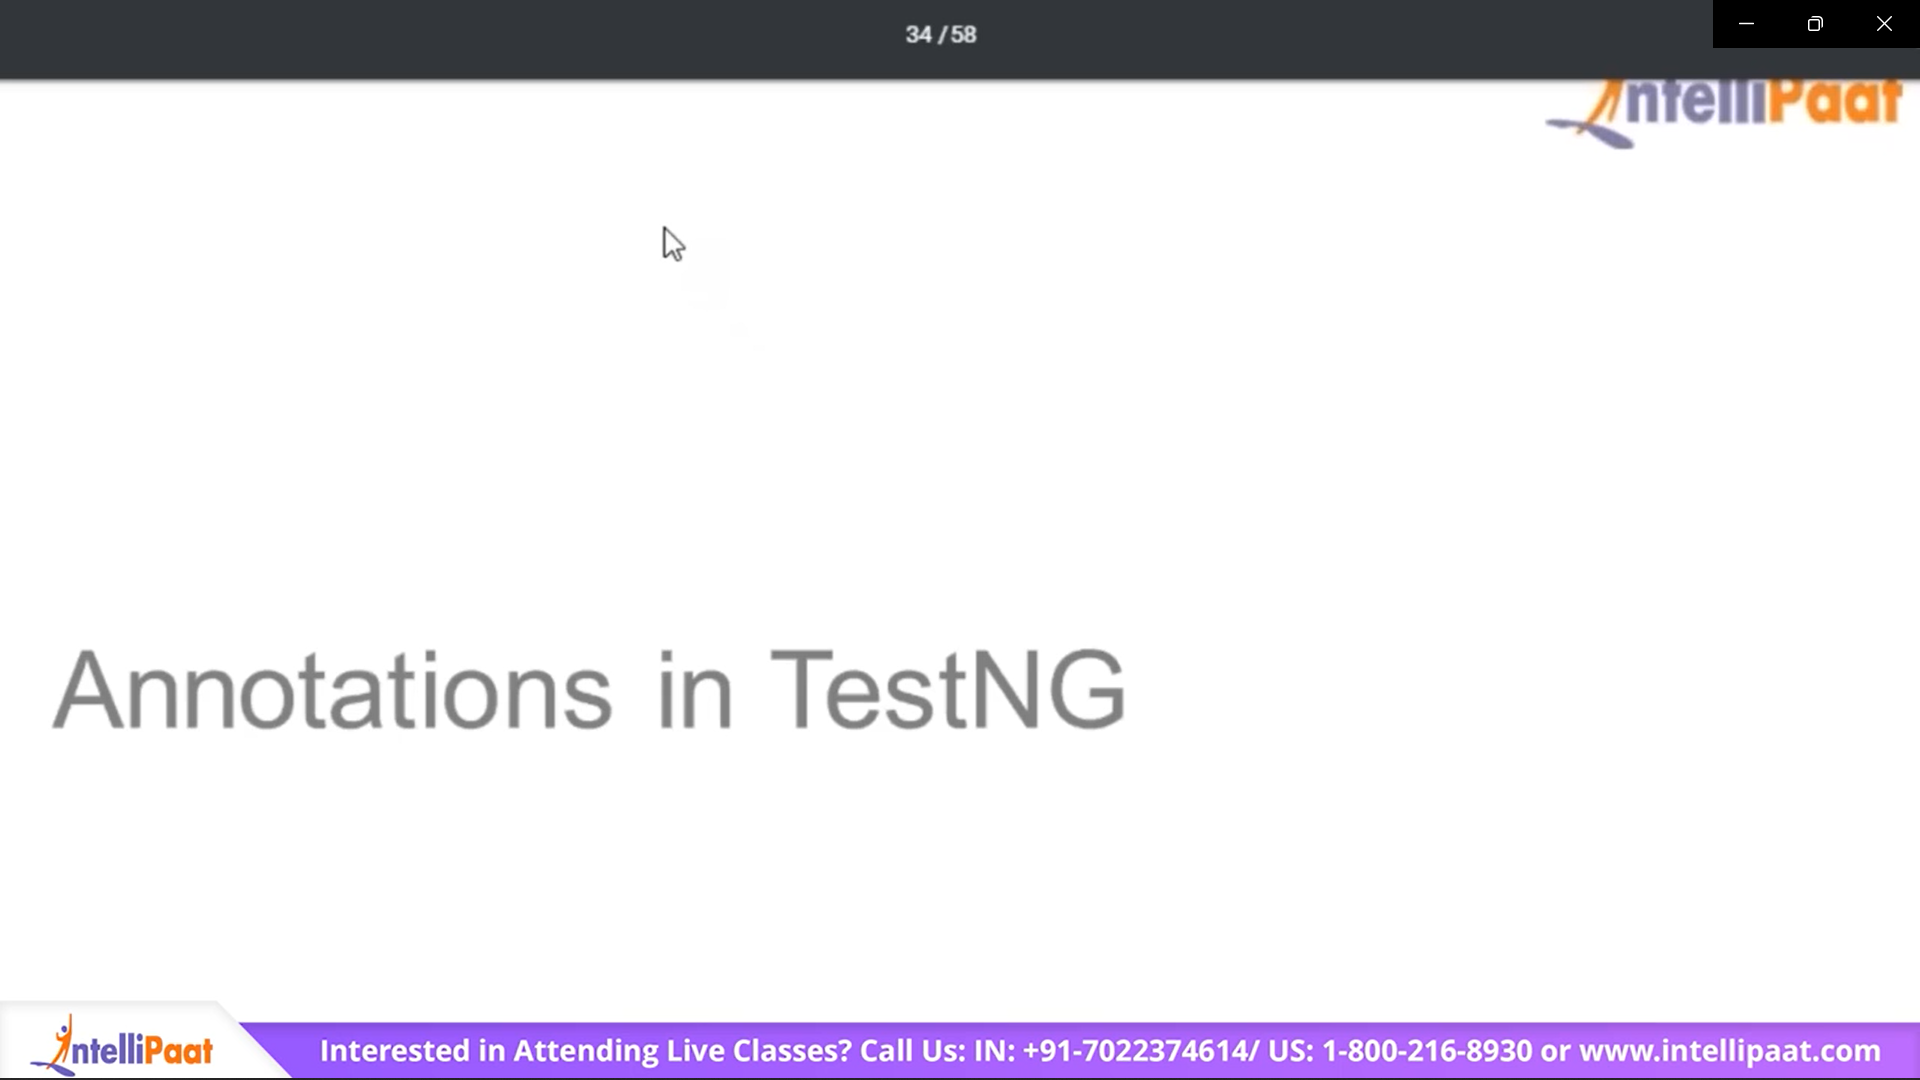 34 / 58
IntelliPaat
Annotations in TestNG
IntelliPaat
Interested in Attending Live Classes? Call Us: IN: +91-7022374614/ US: 1-800-216-8930 or www.intellipaat.com